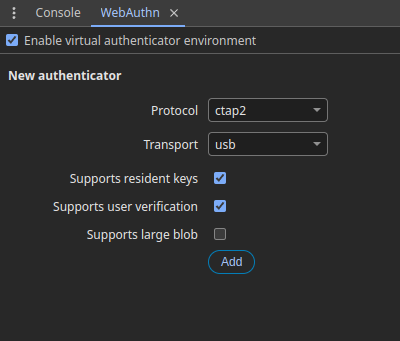 Console WebAuthn
Enable virtual authenticator environment
New authenticator
Protocol ctap2
Transport usb
Supports resident keys
Supports user verification
Supports large blob
Add